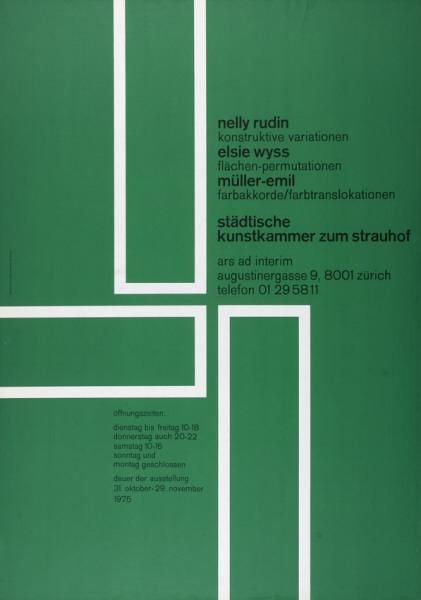 nelly rudin
konstruktive variationen
elsie wyss
flächen-permutationen
müller-emil
farbakkorde/farbtranslokationen
städtische
kunstkammer zum strauhof
ars ad interim
augustinergasse 9, 8001 zürich
telefon 01 29 58 11
öffnungszeiten:
dienstag bis freitag 10-18
donnerstag auch 20-22
samstag 10-16
sonntag und
montag geschlossen
dauer der ausstellung
31. oktober-29. november
1975